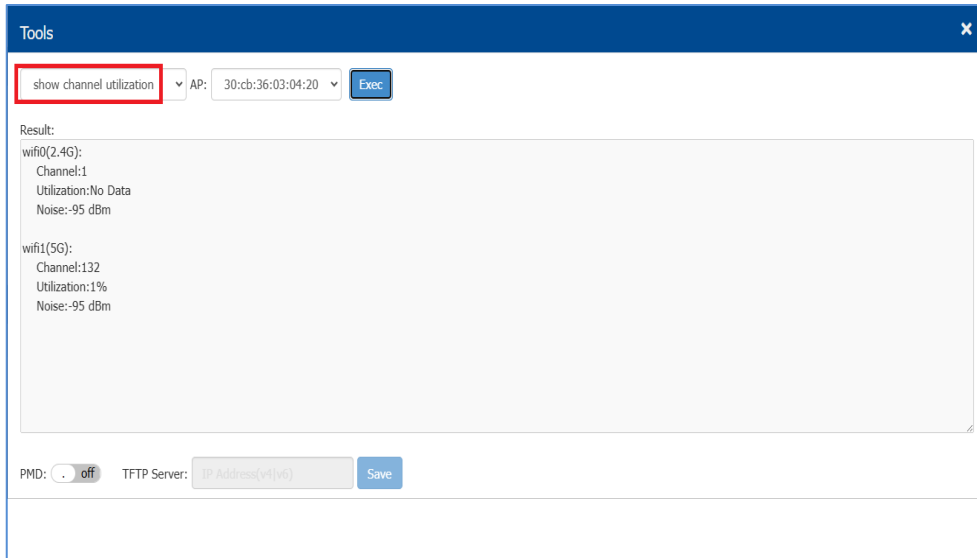 Tools
show channel utilization AP: 30:cb:36:03:04:20 Exec
Result:
wifi0(2.4G):
Channel:1
Utilization:No Data
Noise:-95 dBm
wifi1(5G):
Channel:132
Utilization:1%
Noise:-95 dBm
PMD: off TFTP Server: IP Address(v4|v6) Save